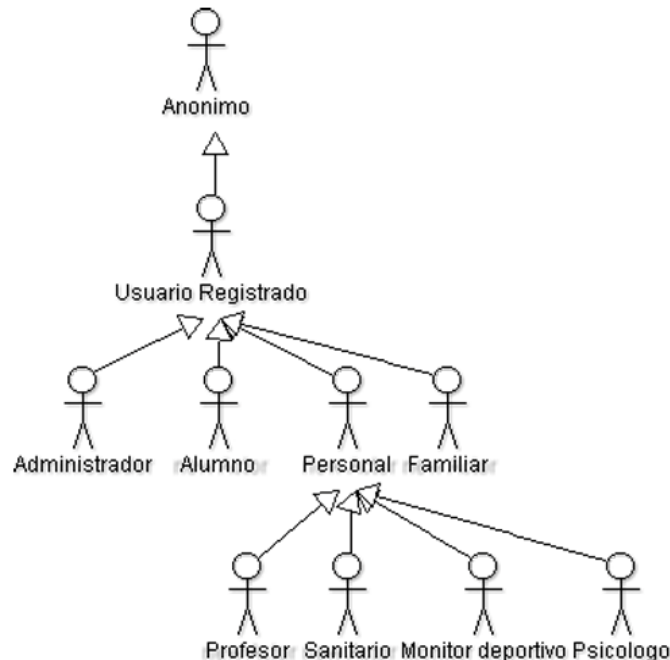 Anonimo
Usuario Registrado
Administrador Alumno Personal Familiar
Profesor Sanitario Monitor deportivo Psicologo